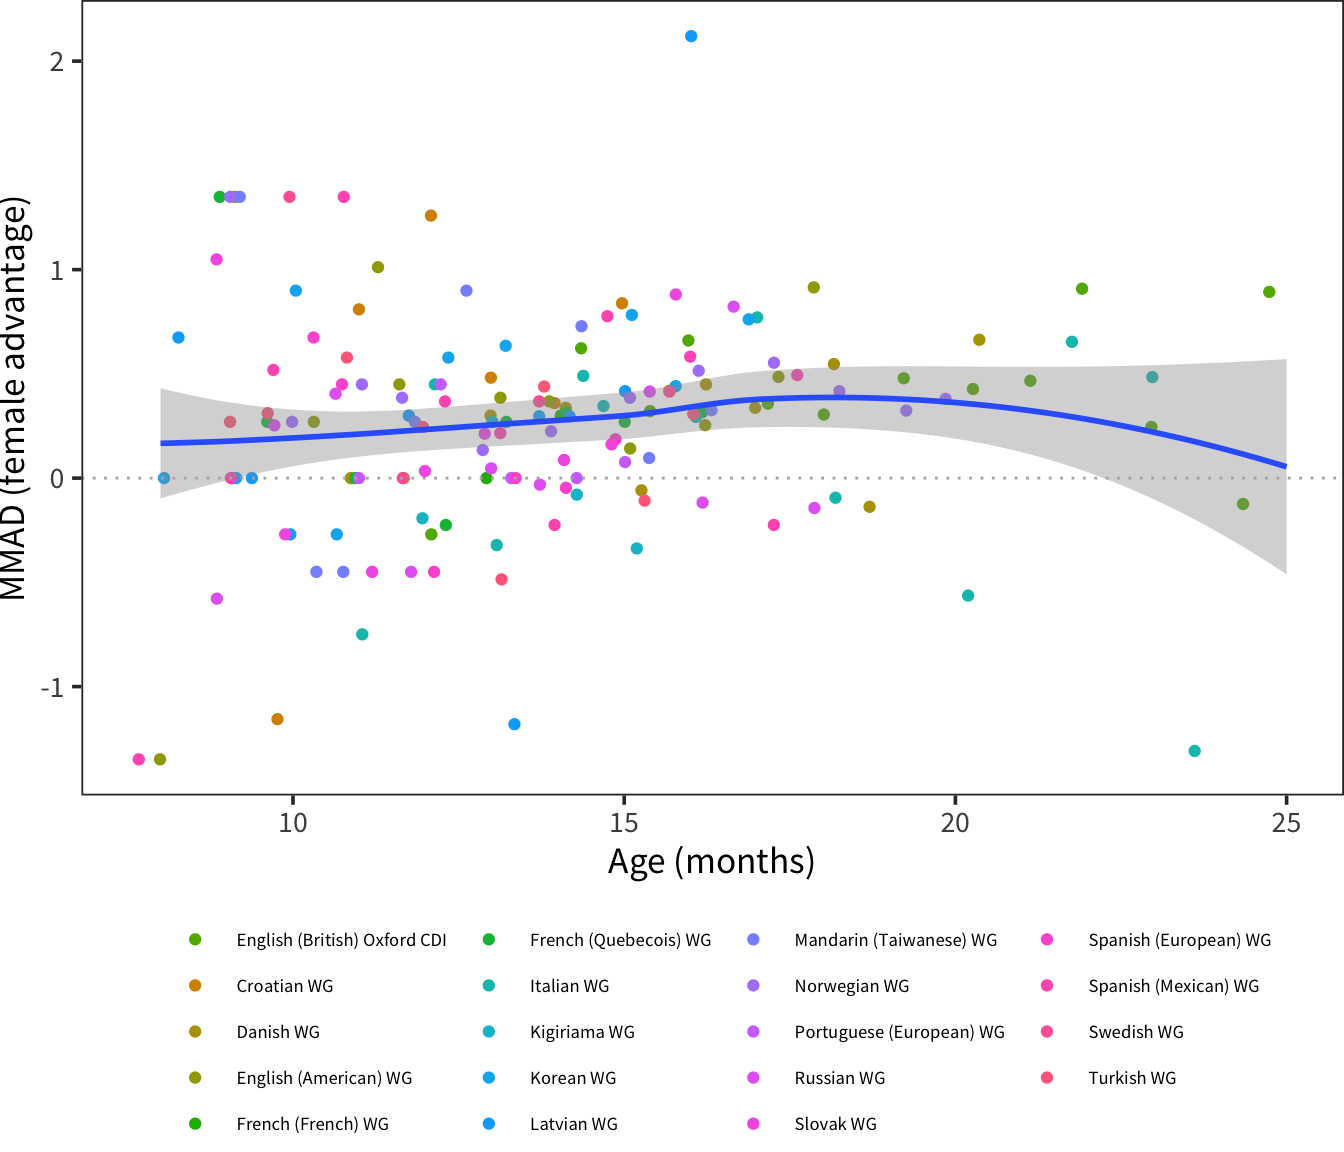 MMAD (female advantage)
2
1
0
-1
10 15 20 25
Age (months)
English (British) Oxford CDI French (Quebecois) WG Mandarin (Taiwanese) WG Spanish (European) WG
Croatian WG Italian WG Norwegian WG Spanish (Mexican) WG
Danish WG Kigiriama WG Portuguese (European) WG Swedish WG
English (American) WG Korean WG Russian WG Turkish WG
French (French) WG Latvian WG Slovak WG